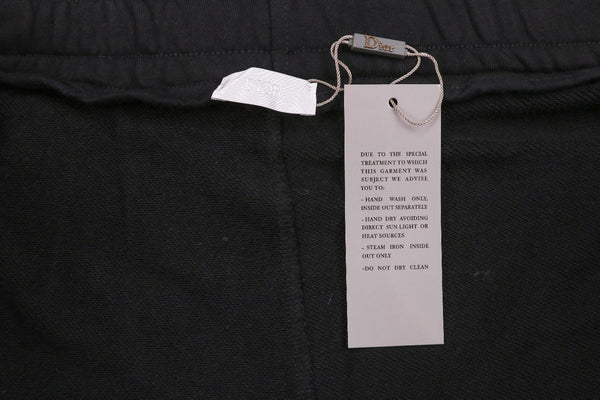 Dior
DIOR
DUE TO THE SPECIAL
TREATMENT TO WHICH
THIS GARMENT WAS
SUBJECT WE ADVISE
YOU TO:
- HAND WASH ONLY,
INSIDE OUT SEPARATELY
- HAND DRY AVOIDING
DIRECT SUN LIGHT OR
HEAT SOURCES
- STEAM IRON INSIDE
OUT ONLY
-DO NOT DRY CLEAN